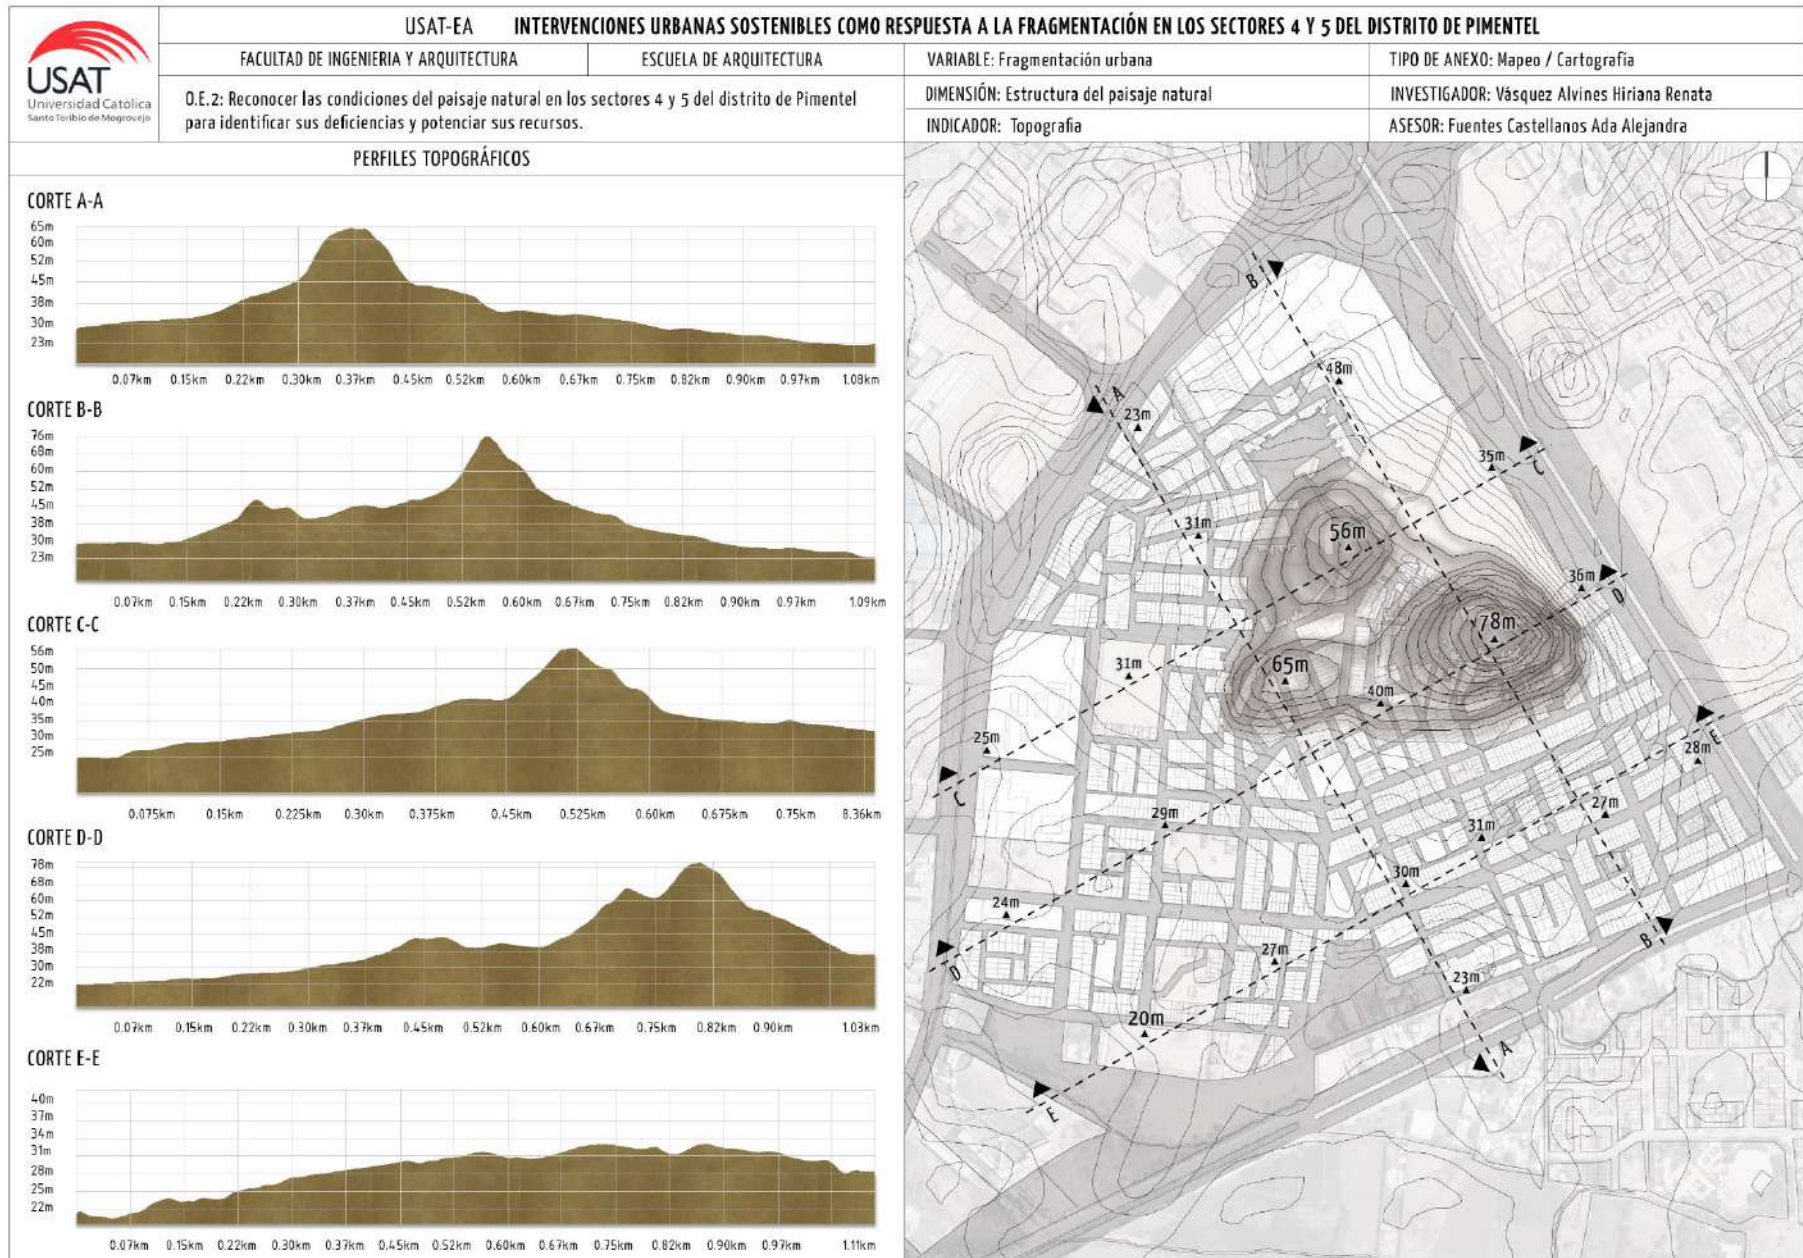 USAT
Universidad Católica
Santo Toribio de Mogrovejo
USAT-EA INTERVENCIONES URBANAS SOSTENIBLES COMO RESPUESTA A LA FRAGMENTACIÓN EN LOS SECTORES 4 Y 5 DEL DISTRITO DE PIMENTEL
FACULTAD DE INGENIERIA Y ARQUITECTURA
ESCUELA DE ARQUITECTURA
O.E.2: Reconocer las condiciones del paisaje natural en los sectores 4 y 5 del distrito de Pimentel
para identificar sus deficiencias y potenciar sus recursos.
VARIABLE: Fragmentación urbana
TIPO DE ANEXO: Mapeo / Cartografía
DIMENSIÓN: Estructura del paisaje natural
INVESTIGADOR: Vásquez Alvines Hiriana Renata
INDICADOR: Topografia
ASESOR: Fuentes Castellanos Ada Alejandra
PERFILES TOPOGRÁFICOS
CORTE A-A
65m
60m
52m
45m
38m
30m
23m
0.07km 0.15km 0.22km 0.30km 0.37km 0.45km 0.52km 0.60km 0.67km 0.75km 0.82km 0.90km 0.97km 1.08km
CORTE B-B
76m
68m
60m
52m
45m
38m
30m
23m
0.07km 0.15km 0.22km 0.30km 0.37km 0.45km 0.52km 0.60km 0.67km 0.75km 0.82km 0.90km 0.97km 1.09km
CORTE C-C
56m
50m
45m
40m
35m
30m
25m
0.075km 0.15km 0.225km 0.30km 0.375km 0.45km 0.525km 0.60km 0.675km 0.75km 8.36km
CORTE D-D
78m
68m
60m
52m
45m
38m
30m
22m
0.07km 0.15km 0.22km 0.30km 0.37km 0.45km 0.52km 0.60km 0.67km 0.75km 0.82km 0.90km 1.03km
CORTE E-E
40m
37m
34m
31m
28m
25m
22m
0.07km 0.15km 0.22km 0.30km 0.37km 0.45km 0.52km 0.60km 0.67km 0.75km 0.82km 0.90km 0.97km 1.11km
B
48m
A
23m
35m
C
31m
56m
36m
D
78m
65m
31m
40m
E
25m
28m
C
27m
29m
31m
30m
24m
B
27m
D
23m
20m
A
E